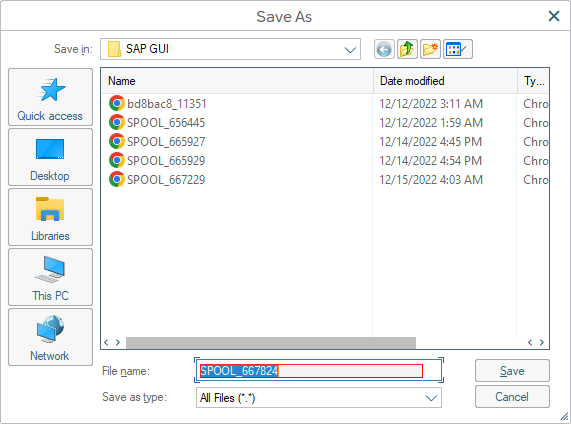 Save As
Save in: SAP GUI
Quick access
Desktop
Libraries
This PC
Network
Name Date modified Ty...
bd8bac8_11351 12/12/2022 3:11 AM Chro
SPOOL_656445 12/12/2022 1:59 AM Chro
SPOOL_665927 12/14/2022 4:45 PM Chro
SPOOL_665929 12/14/2022 4:54 PM Chro
SPOOL_667229 12/15/2022 4:03 AM Chro
File name: SPOOL_667824 Save
Save as type: All Files (*.*) Cancel